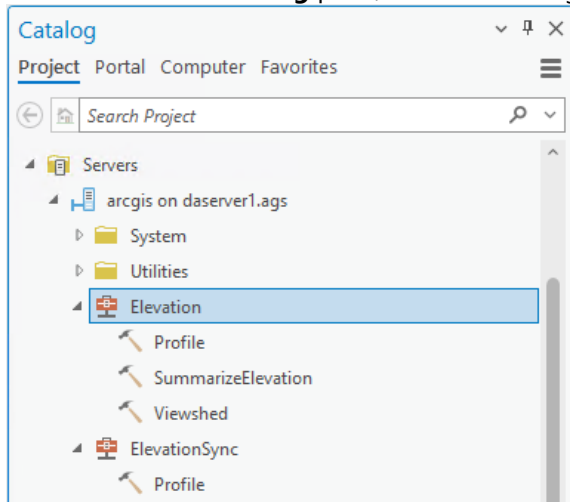 Catalog
Project Portal Computer Favorites
Search Project
Servers
arcgis on daserver1.ags
System
Utilities
Elevation
Profile
SummarizeElevation
Viewshed
ElevationSync
Profile